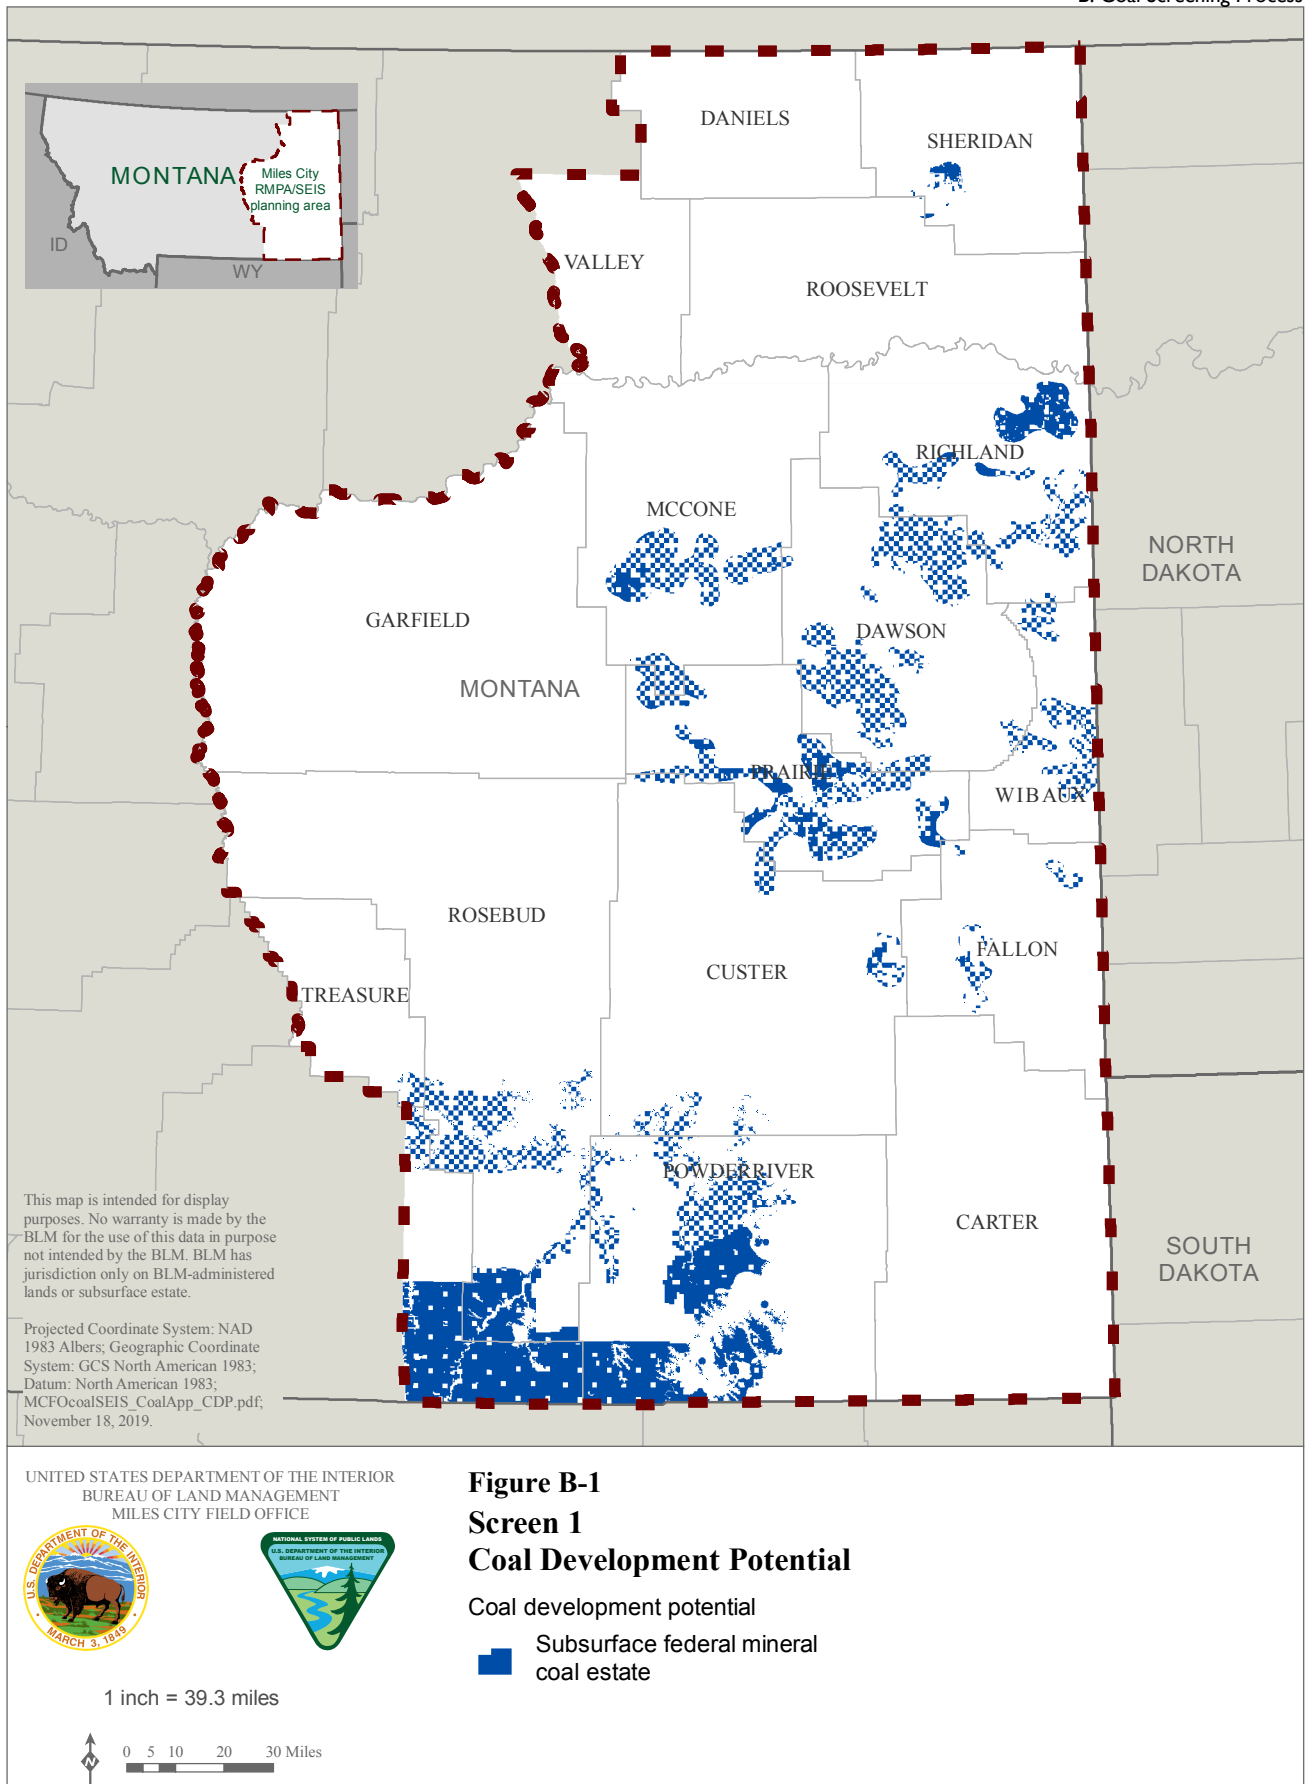 B. Coal Screening Process
DANIELS
SHERIDAN
MONTANA
Miles City
RMPA/SEIS
planning area
ID
WY
VALLEY
ROOSEVELT
RICHLAND
MCCONE
NORTH
DAKOTA
GARFIELD
DAWSON
MONTANA
PRAIRIE
WIBAUX
ROSEBUD
FALLON
CUSTER
TREASURE
POWDERRIVER
CARTER
SOUTH
DAKOTA
This map is intended for display
purposes. No warranty is made by the
BLM for the use of this data in purpose
not intended by the BLM. BLM has
jurisdiction only on BLM-administered
lands or subsurface estate.
Projected Coordinate System: NAD
1983 Albers; Geographic Coordinate
System: GCS North American 1983;
Datum: North American 1983;
MCFOcoalSEIS_CoalApp_CDP.pdf;
November 18, 2019.
UNITED STATES DEPARTMENT OF THE INTERIOR
BUREAU OF LAND MANAGEMENT
MILES CITY FIELD OFFICE
U.S. DEPARTMENT OF THE INTERIOR
MARCH 3, 1849
NATIONAL SYSTEM OF PUBLIC LANDS
U.S. DEPARTMENT OF THE INTERIOR
BUREAU OF LAND MANAGEMENT
1 inch = 39.3 miles
N
0 5 10 20 30 Miles
Figure B-1
Screen 1
Coal Development Potential
Coal development potential
Subsurface federal mineral
coal estate